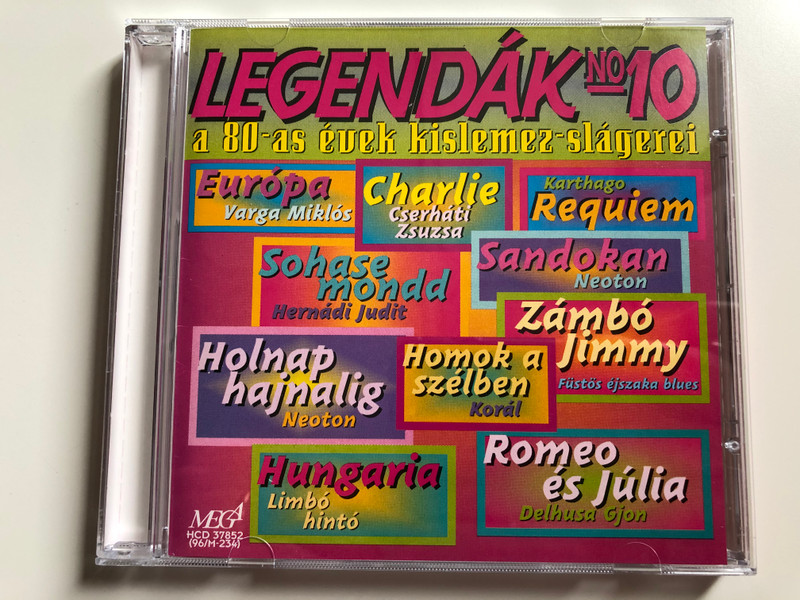 LEGENDÁK NO 10
a 80-as évek kislemez-slágerei
Európa
Varga Miklós
Charlie
Cserháti
Zsuzsa
Karthago
Requiem
Sohase
mondd
Hernádi Judit
Sandokan
Neoton
Zámbó
Jimmy
Füstös éjszaka blues
Holnap
hajnalig
Neoton
Homok a
szélben
Korál
Hungaria
Limbó
hintó
Romeo
és Júlia
Delhusa Gjon
MEGA
HCD 37852
(96/M-234)